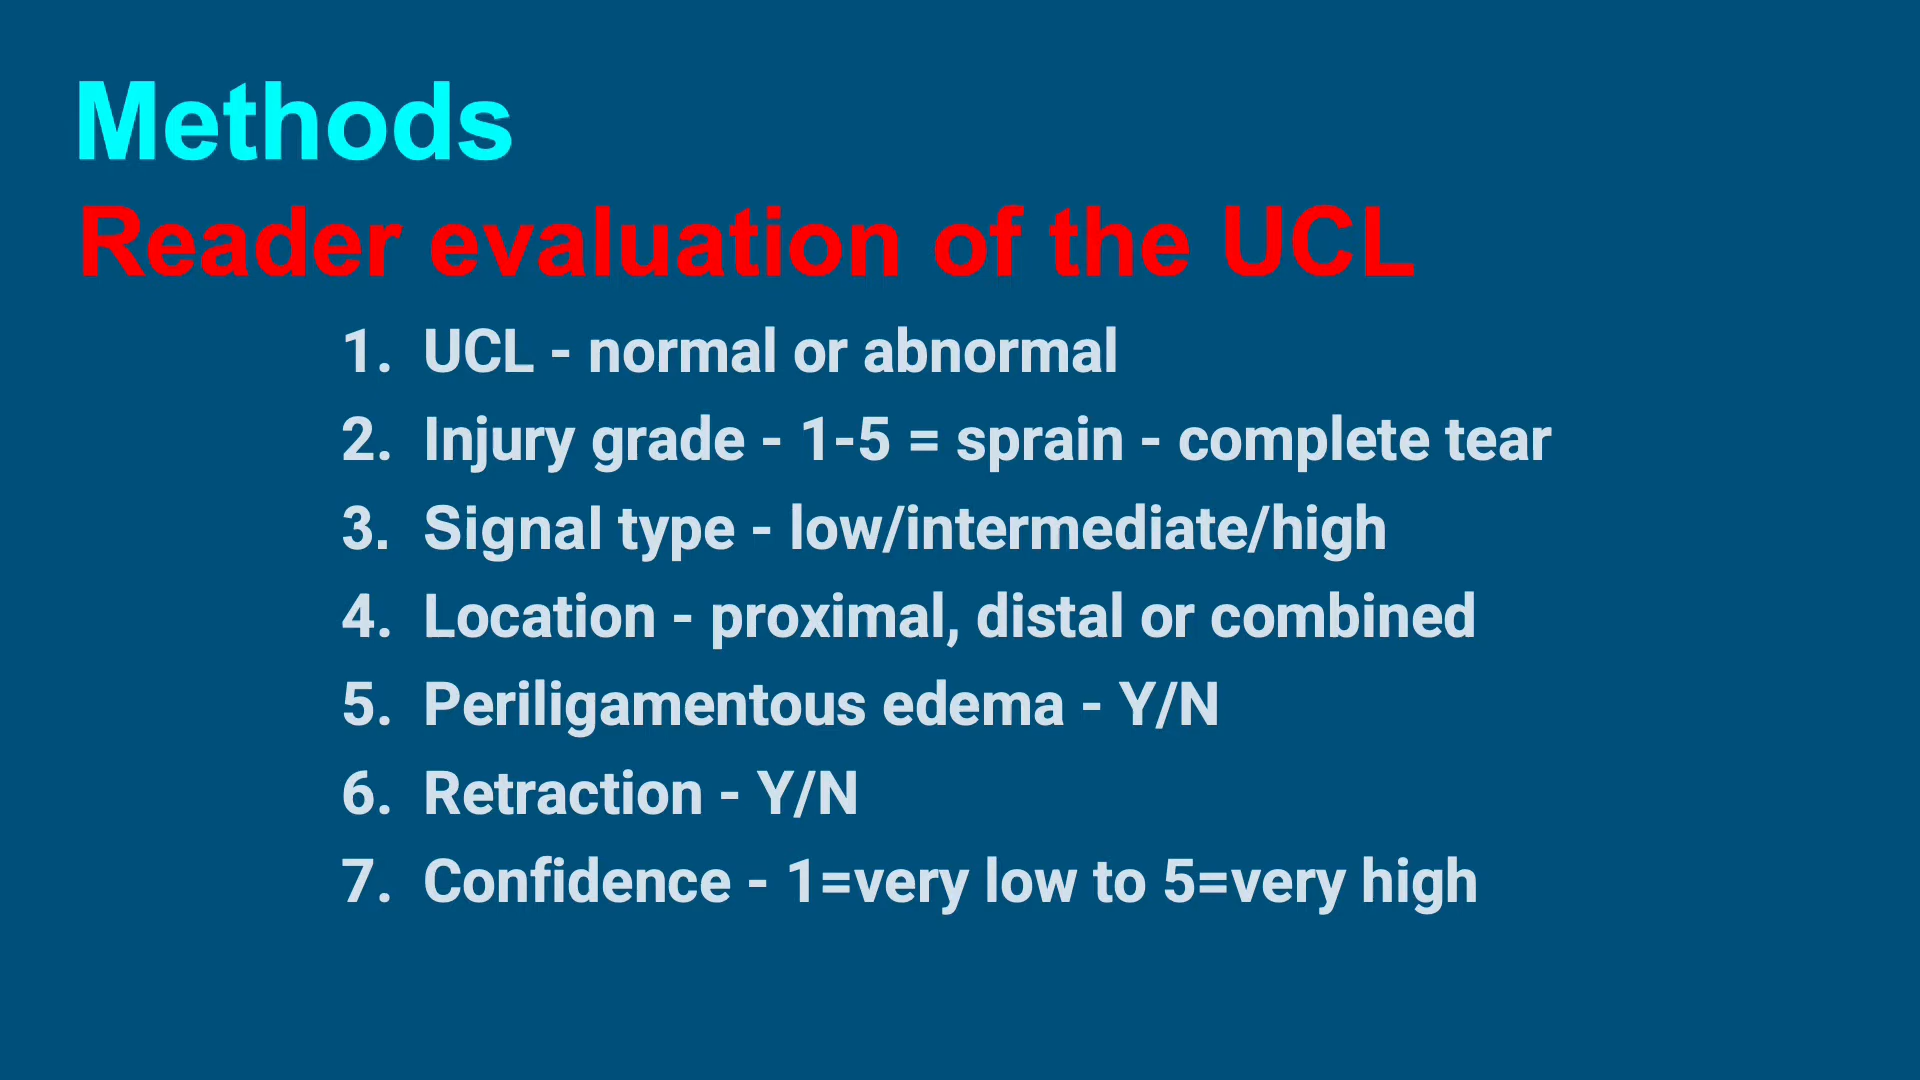 Methods
Reader evaluation of the UCL
1. UCL - normal or abnormal
2. Injury grade - 1-5 = sprain - complete tear
3. Signal type - low/intermediate/high
4. Location - proximal, distal or combined
5. Periligamentous edema - Y/N
6. Retraction - Y/N
7. Confidence - 1=very low to 5=very high